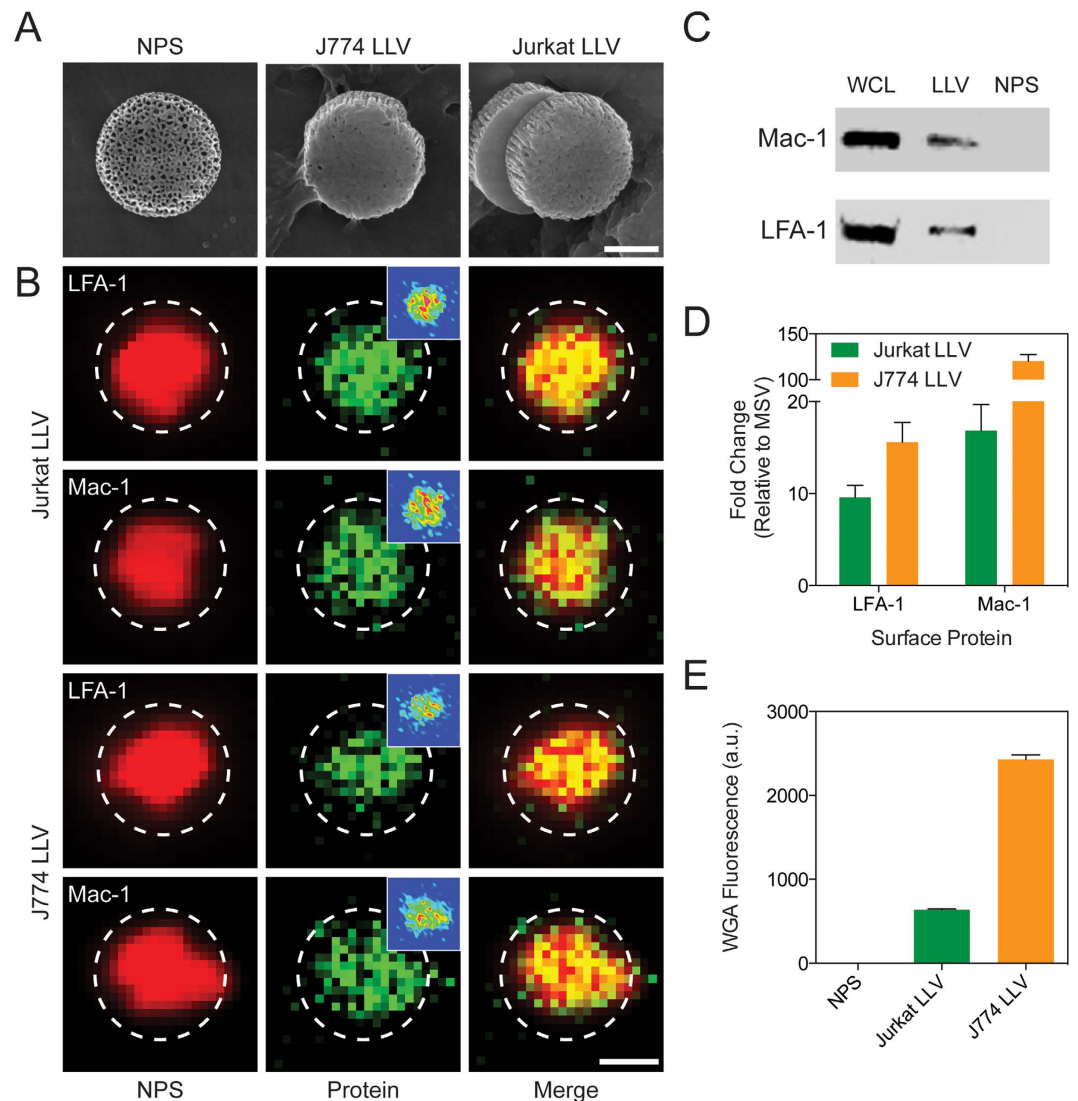 A
NPS
J774 LLV
Jurkat LLV
B
Jurkat LLV
LFA-1
Mac-1
J774 LLV
LFA-1
Mac-1
NPS
Protein
Merge
C
WCL
LLV
NPS
Mac-1
LFA-1
D
150
100
20
10
0
Fold Change
(Relative to MSV)
Jurkat LLV
J774 LLV
LFA-1
Mac-1
Surface Protein
E
3000
2000
1000
0
WGA Fluorescence (a.u.)
NPS
Jurkat LLV
J774 LLV